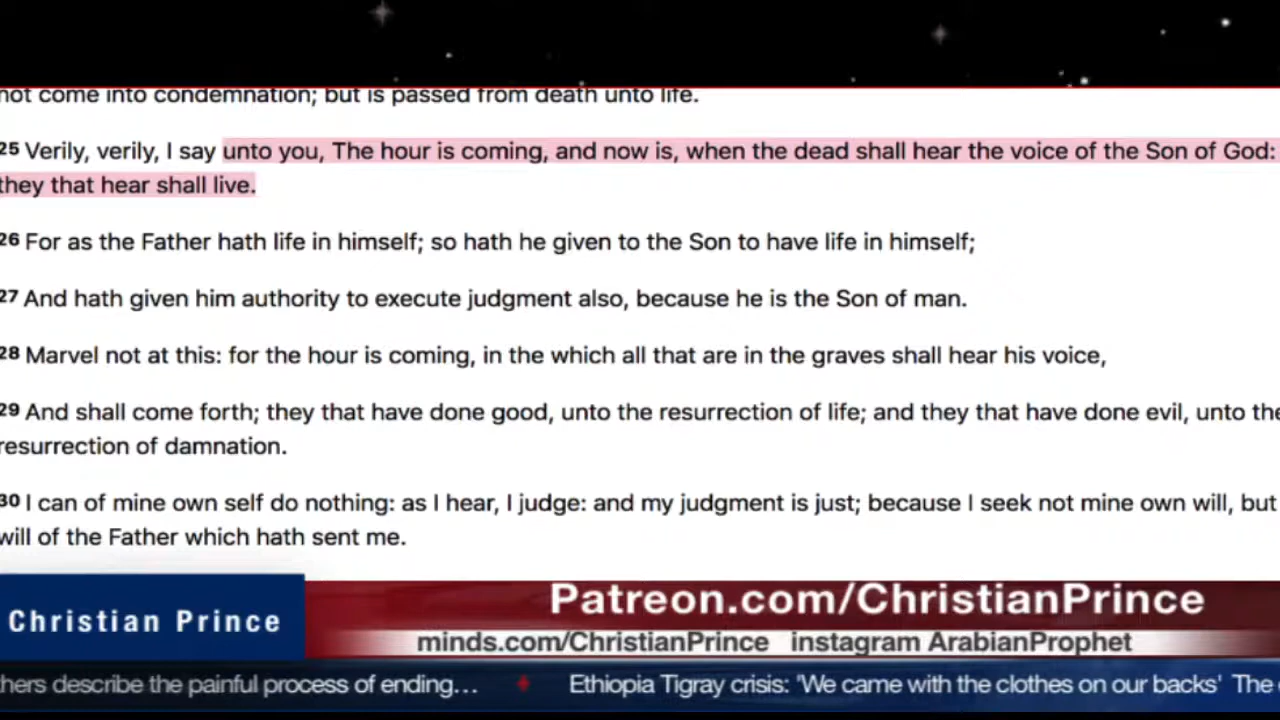 not come into condemnation; but is passed from death unto life.
25 Verily, verily, I say unto you, The hour is coming, and now is, when the dead shall hear the voice of the Son of God:
they that hear shall live.
26 For as the Father hath life in himself; so hath he given to the Son to have life in himself;
27 And hath given him authority to execute judgment also, because he is the Son of man.
28 Marvel not at this: for the hour is coming, in the which all that are in the graves shall hear his voice,
29 And shall come forth; they that have done good, unto the resurrection of life; and they that have done evil, unto the
resurrection of damnation.
30 I can of mine own self do nothing: as I hear, I judge: and my judgment is just; because I seek not mine own will, but
will of the Father which hath sent me.
Christian Prince
Patreon.com/ChristianPrince
minds.com/ChristianPrince instagram ArabianProphet
hers describe the painful process of ending... Ethiopia Tigray crisis: 'We came with the clothes on our backs' The